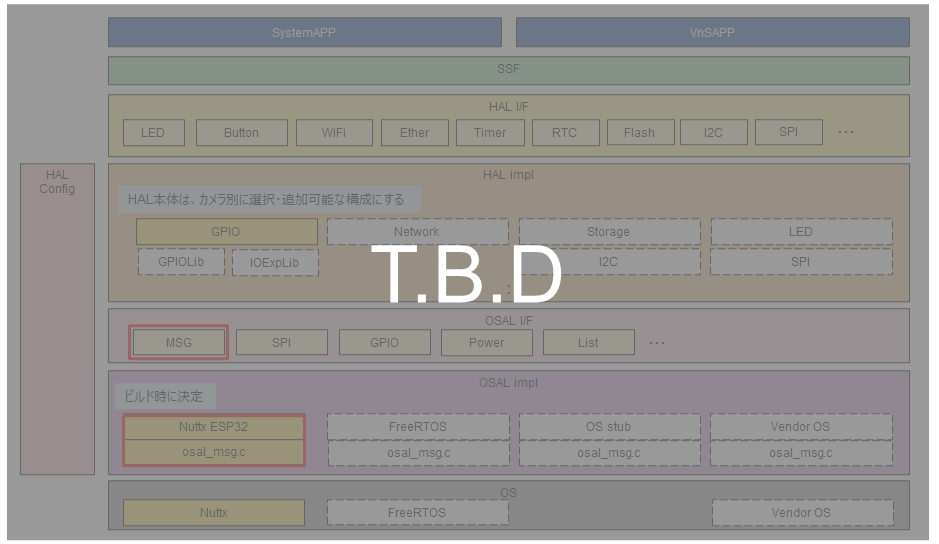 SystemAPP
VnSAPP
SSF
HAL I/F
LED
Button
WiFi
Ether
Timer
RTC
Flash
I2C
SPI
...
HAL
Config
HAL impl
HAL本体は、カメラ別に選択・追加可能な構成にする
GPIO
Network
Storage
LED
GPIOLib
IOExpLib
I2C
SPI
:
T.B.D
OSAL I/F
MSG
SPI
GPIO
Power
List
...
OSAL impl
ビルド時に決定
Nuttx ESP32
FreeRTOS
OS stub
Vendor OS
osal_msg.c
osal_msg.c
osal_msg.c
osal_msg.c
OS
Nuttx
FreeRTOS
Vendor OS